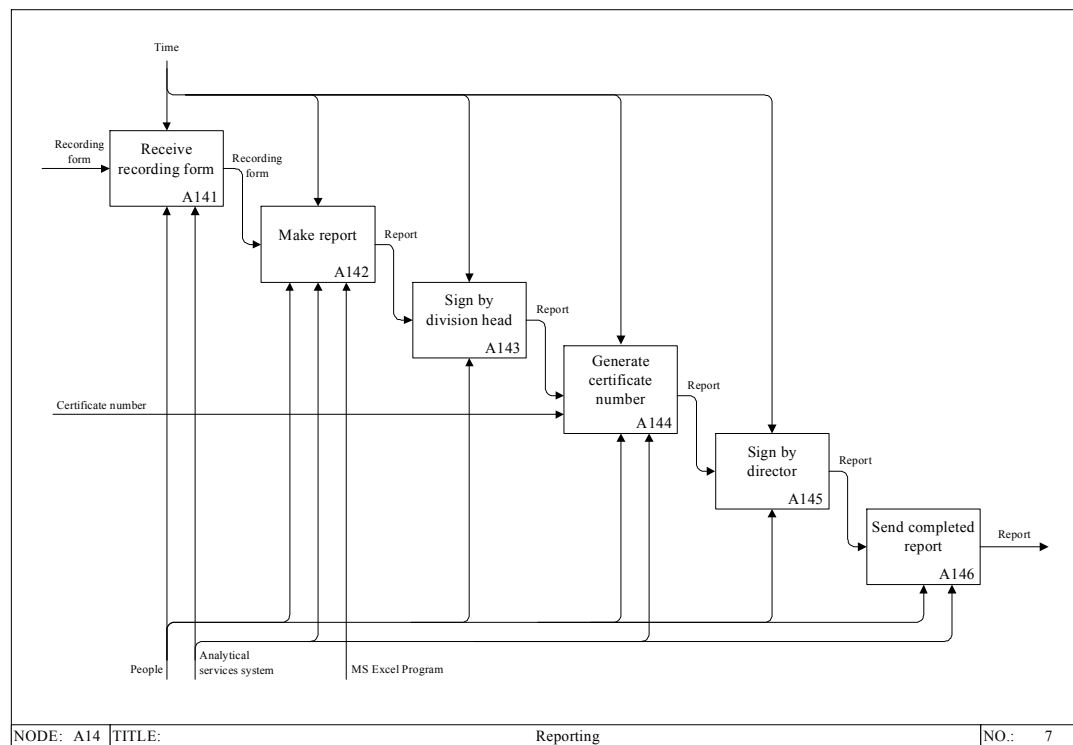 Time
Recording
form
Receive
recording form
A141
Recording
form
Make report
A142
Report
Sign by
division head
A143
Report
Certificate number
Generate
certificate
number
A144
Report
Sign by
director
A145
Report
Send completed
report
A146
Report
People
Analytical
services system
MS Excel Program
NODE: A14
TITLE:
Reporting
NO.: 7